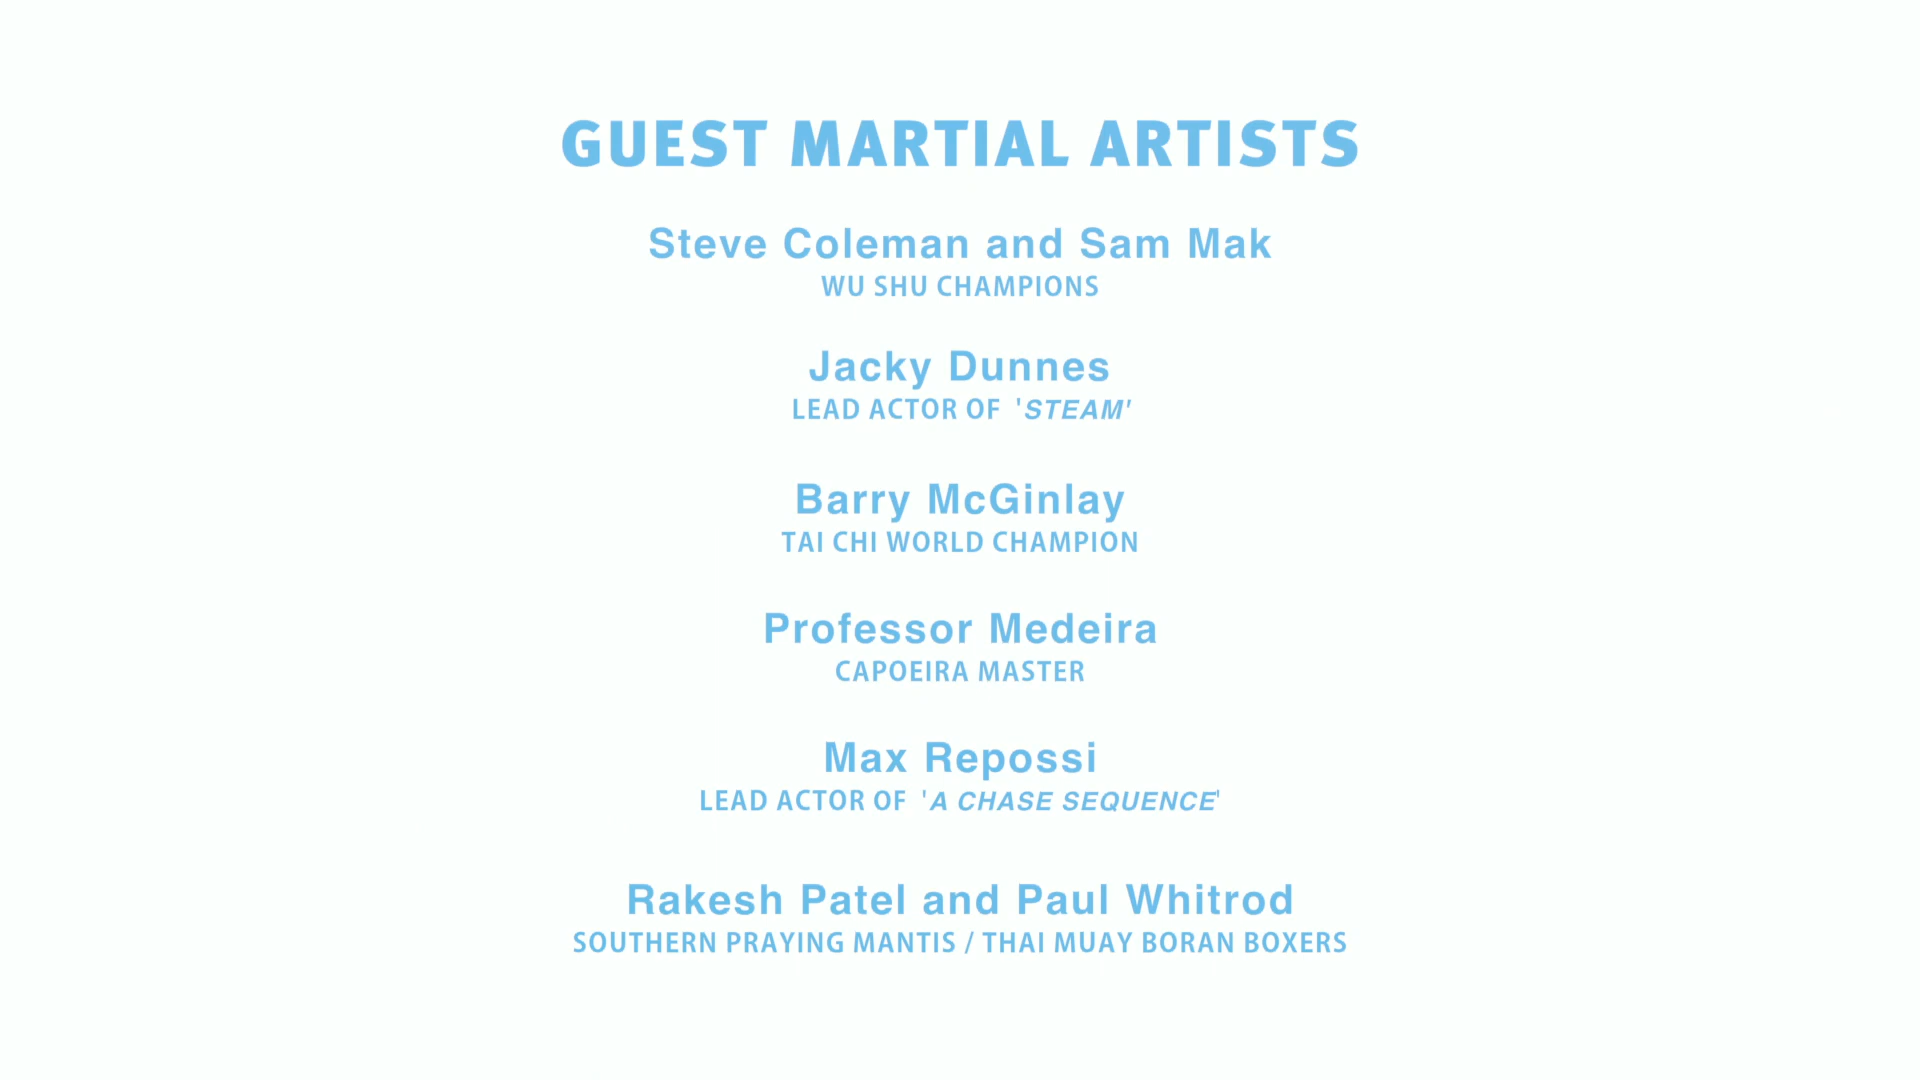 GUEST MARTIAL ARTISTS
Steve Coleman and Sam Mak
WU SHU CHAMPIONS
Jacky Dunnes
LEAD ACTOR OF 'STEAM'
Barry McGinlay
TAI CHI WORLD CHAMPION
Professor Medeira
CAPOEIRA MASTER
Max Repossi
LEAD ACTOR OF 'A CHASE SEQUENCE'
Rakesh Patel and Paul Whitrod
SOUTHERN PRAYING MANTIS / THAI MUAY BORAN BOXERS